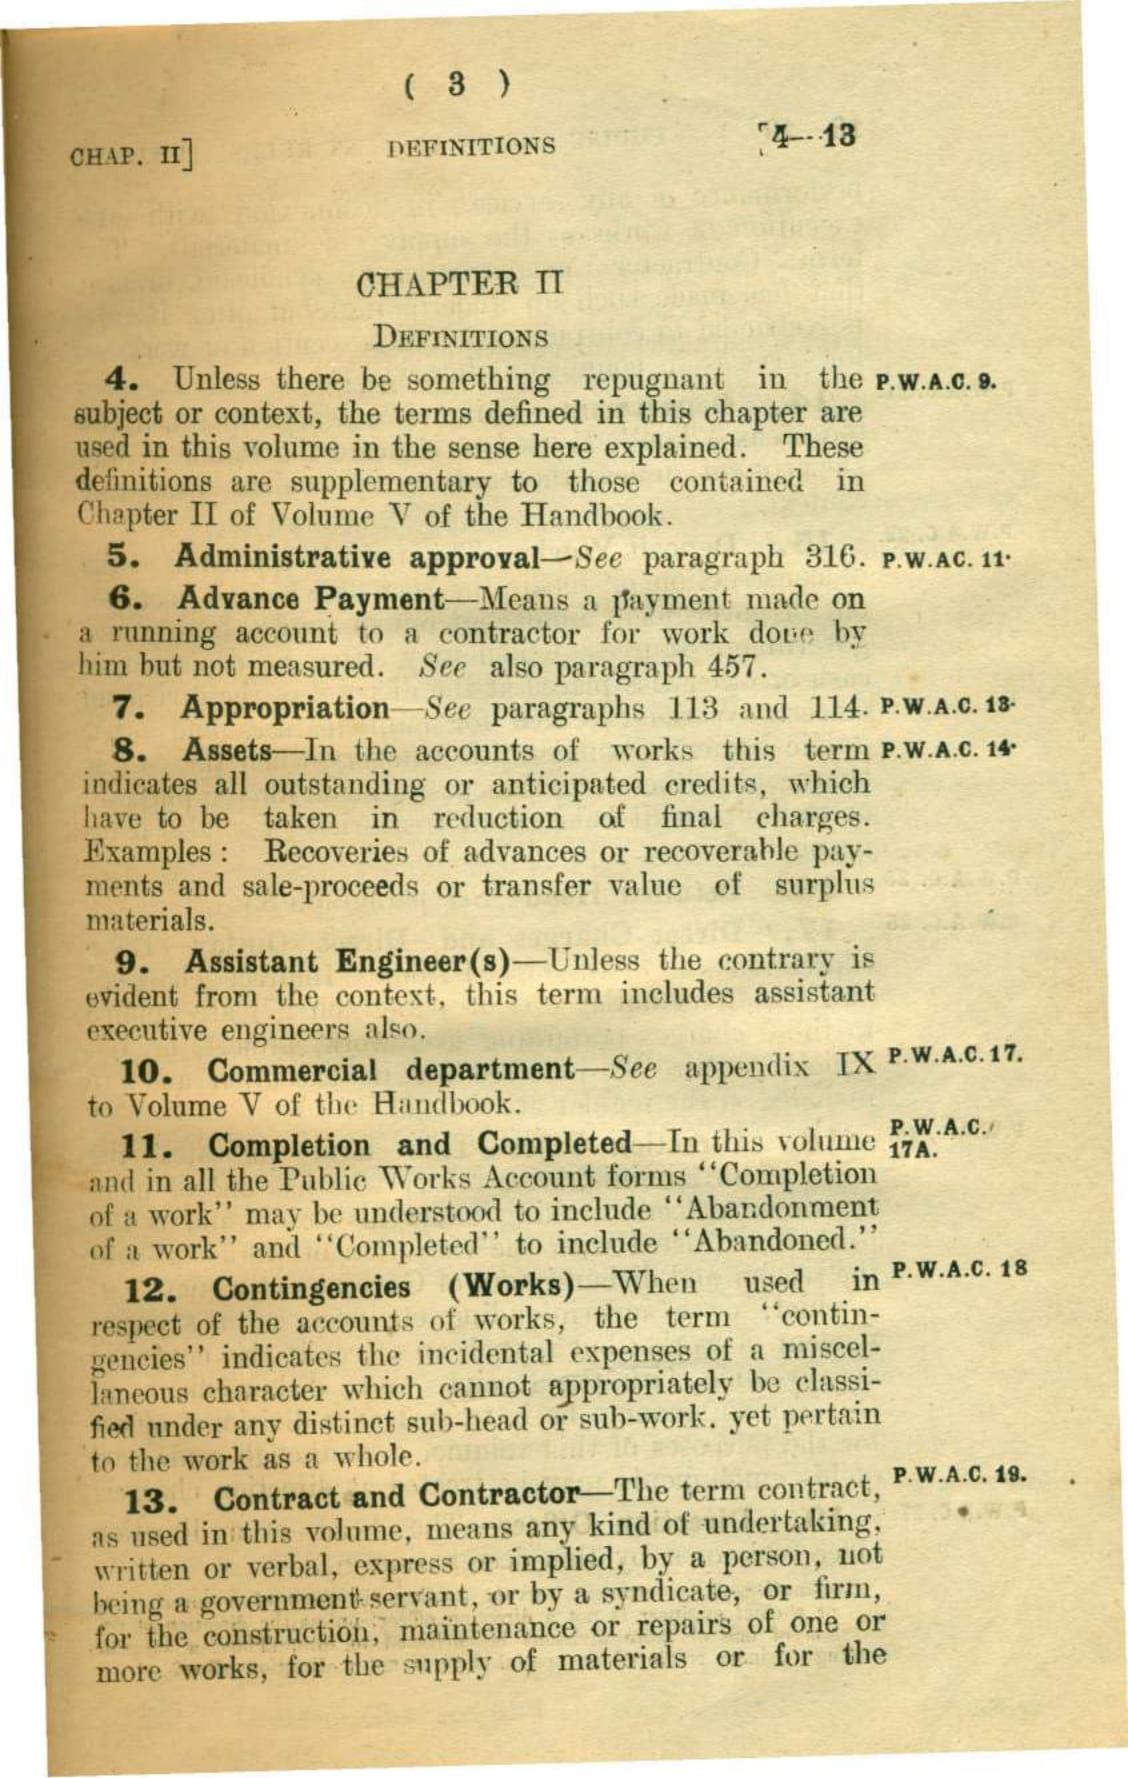 ( 3 )
CHAP. II] DEFINITIONS [4--13
CHAPTER II
DEFINITIONS
4. Unless there be something repugnant in the P.W.A.C. 9.
subject or context, the terms defined in this chapter are
used in this volume in the sense here explained. These
definitions are supplementary to those contained in
Chapter II of Volume V of the Handbook.
5. Administrative approval—See paragraph 316. P.W.AC. 11.
6. Advance Payment—Means a payment made on
a running account to a contractor for work done by
him but not measured. See also paragraph 457.
7. Appropriation—See paragraphs 113 and 114. P.W.A.C. 13.
8. Assets—In the accounts of works this term P.W.A.C. 14.
indicates all outstanding or anticipated credits, which
have to be taken in reduction of final charges.
Examples : Recoveries of advances or recoverable pay-
ments and sale-proceeds or transfer value of surplus
materials.
9. Assistant Engineer(s)—Unless the contrary is
evident from the context, this term includes assistant
executive engineers also.
10. Commercial department—See appendix IX P.W.A.C. 17.
to Volume V of the Handbook.
11. Completion and Completed—In this volume P.W.A.C. 17A.
and in all the Public Works Account forms "Completion
of a work" may be understood to include "Abandonment
of a work" and "Completed" to include "Abandoned."
12. Contingencies (Works)—When used in P.W.A.C. 18
respect of the accounts of works, the term "contin-
gencies" indicates the incidental expenses of a miscel-
laneous character which cannot appropriately be classi-
fied under any distinct sub-head or sub-work. yet pertain
to the work as a whole.
13. Contract and Contractor—The term contract, P.W.A.C. 19.
as used in this volume, means any kind of undertaking,
written or verbal, express or implied, by a person, not
being a government servant, or by a syndicate, or firm,
for the construction, maintenance or repairs of one or
more works, for the supply of materials or for the